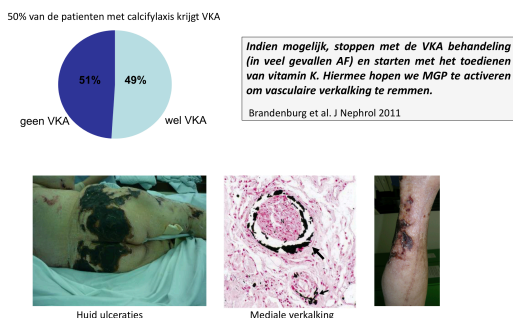 50% van de patienten met calcifylaxis krijgt VKA
51%
49%
geen VKA
wel VKA
Indien mogelijk, stoppen met de VKA behandeling
(in veel gevallen AF) en starten met het toedienen
van vitamin K. Hiermee hopen we MGP te activeren
om vasculaire verkalking te remmen.
Brandenburg et al. J Nephrol 2011
Huid ulceraties
Mediale verkalking